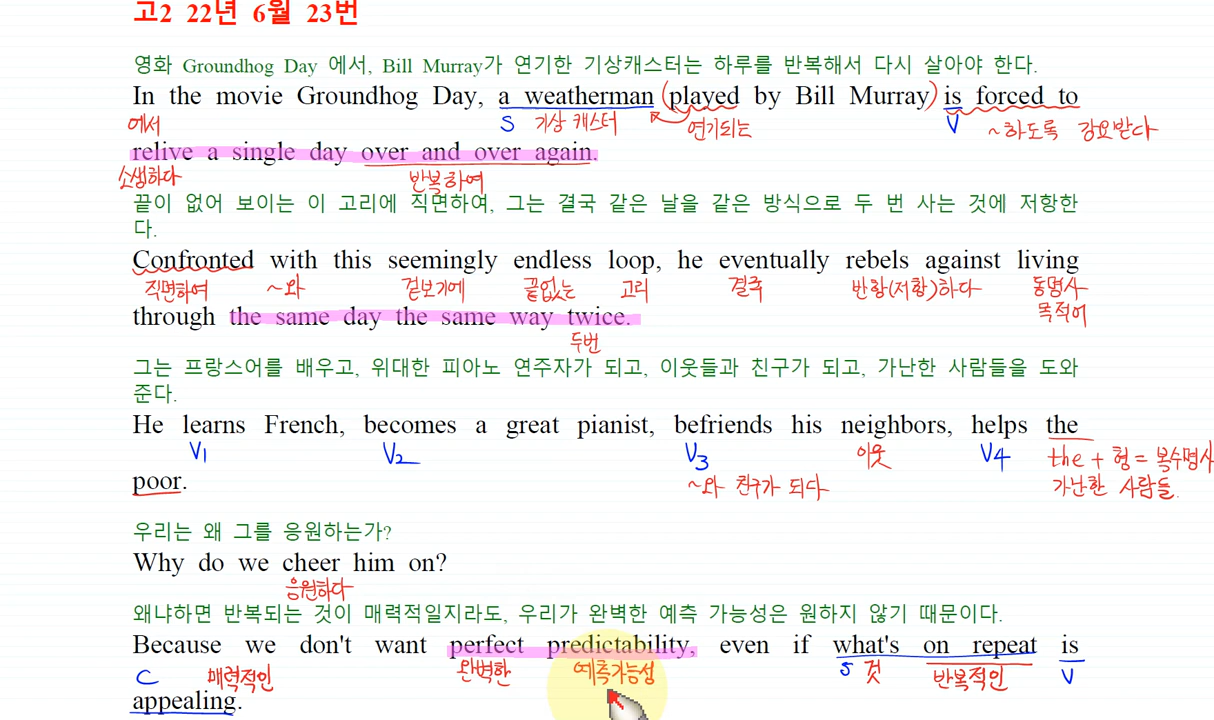 고2 22년 6월 23번
영화 Groundhog Day 에서, Bill Murray가 연기한 기상캐스터는 하루를 반복해서 다시 살아야 한다.
In the movie Groundhog Day, a weatherman (played by Bill Murray) is forced to
에서 S 기상 캐스터 연기되는 V ~하도록 강요받다
relive a single day over and over again.
소생하다 반복하여
끝이 없어 보이는 이 고리에 직면하여, 그는 결국 같은 날을 같은 방식으로 두 번 사는 것에 저항한
다.
Confronted with this seemingly endless loop, he eventually rebels against living
직면하여 ~와 겉보기에 끝없는 고리 결국 반항(저항)하다 동명사
목적어
through the same day the same way twice.
두번
그는 프랑스어를 배우고, 위대한 피아노 연주자가 되고, 이웃들과 친구가 되고, 가난한 사람들을 도와
준다.
He learns French, becomes a great pianist, befriends his neighbors, helps the
V1 V2 V3 이웃 V4 the + 형 = 복수명사
poor. ~와 친구가 되다 가난한 사람들.
우리는 왜 그를 응원하는가?
Why do we cheer him on?
응원하다
왜냐하면 반복되는 것이 매력적일지라도, 우리가 완벽한 예측 가능성은 원하지 않기 때문이다.
Because we don't want perfect predictability, even if what's on repeat is
C 매력적인 완벽한 예측가능성 S 것 반복적인 V
appealing.